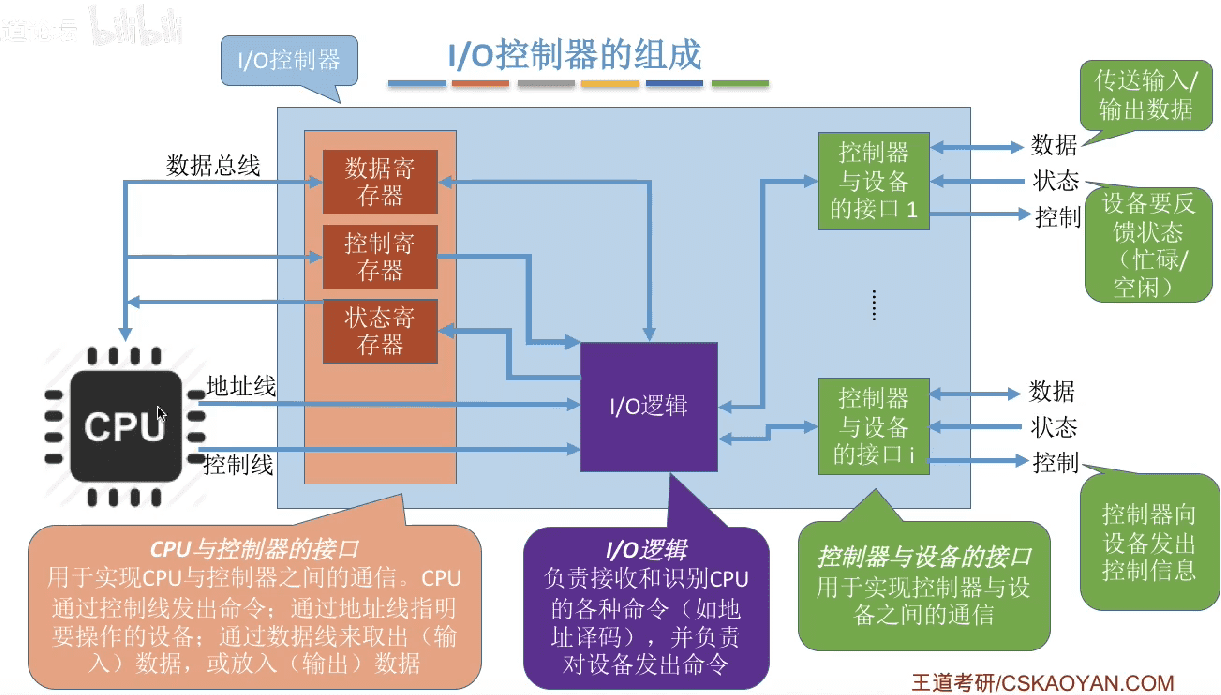 bilibili
I/O控制器
I/O控制器的组成
传送输入/
输出数据
数据总线
数据寄
存器
控制寄
存器
状态寄
存器
控制器
与设备
的接口 1
数据
状态
控制
设备要反
馈状态
（忙碌/
空闲）
......
CPU
地址线
控制线
I/O逻辑
控制器
与设备
的接口 i
数据
状态
控制
控制器向
设备发出
控制信息
CPU与控制器的接口
用于实现CPU与控制器之间的通信。CPU
通过控制线发出命令；通过地址线指明
要操作的设备；通过数据线来取出（输
入）数据，或放入（输出）数据
I/O逻辑
负责接收和识别CPU
的各种命令（如地
址译码），并负责
对设备发出命令
控制器与设备的接口
用于实现控制器与设
备之间的通信
王道考研/CSKAOYAN.COM